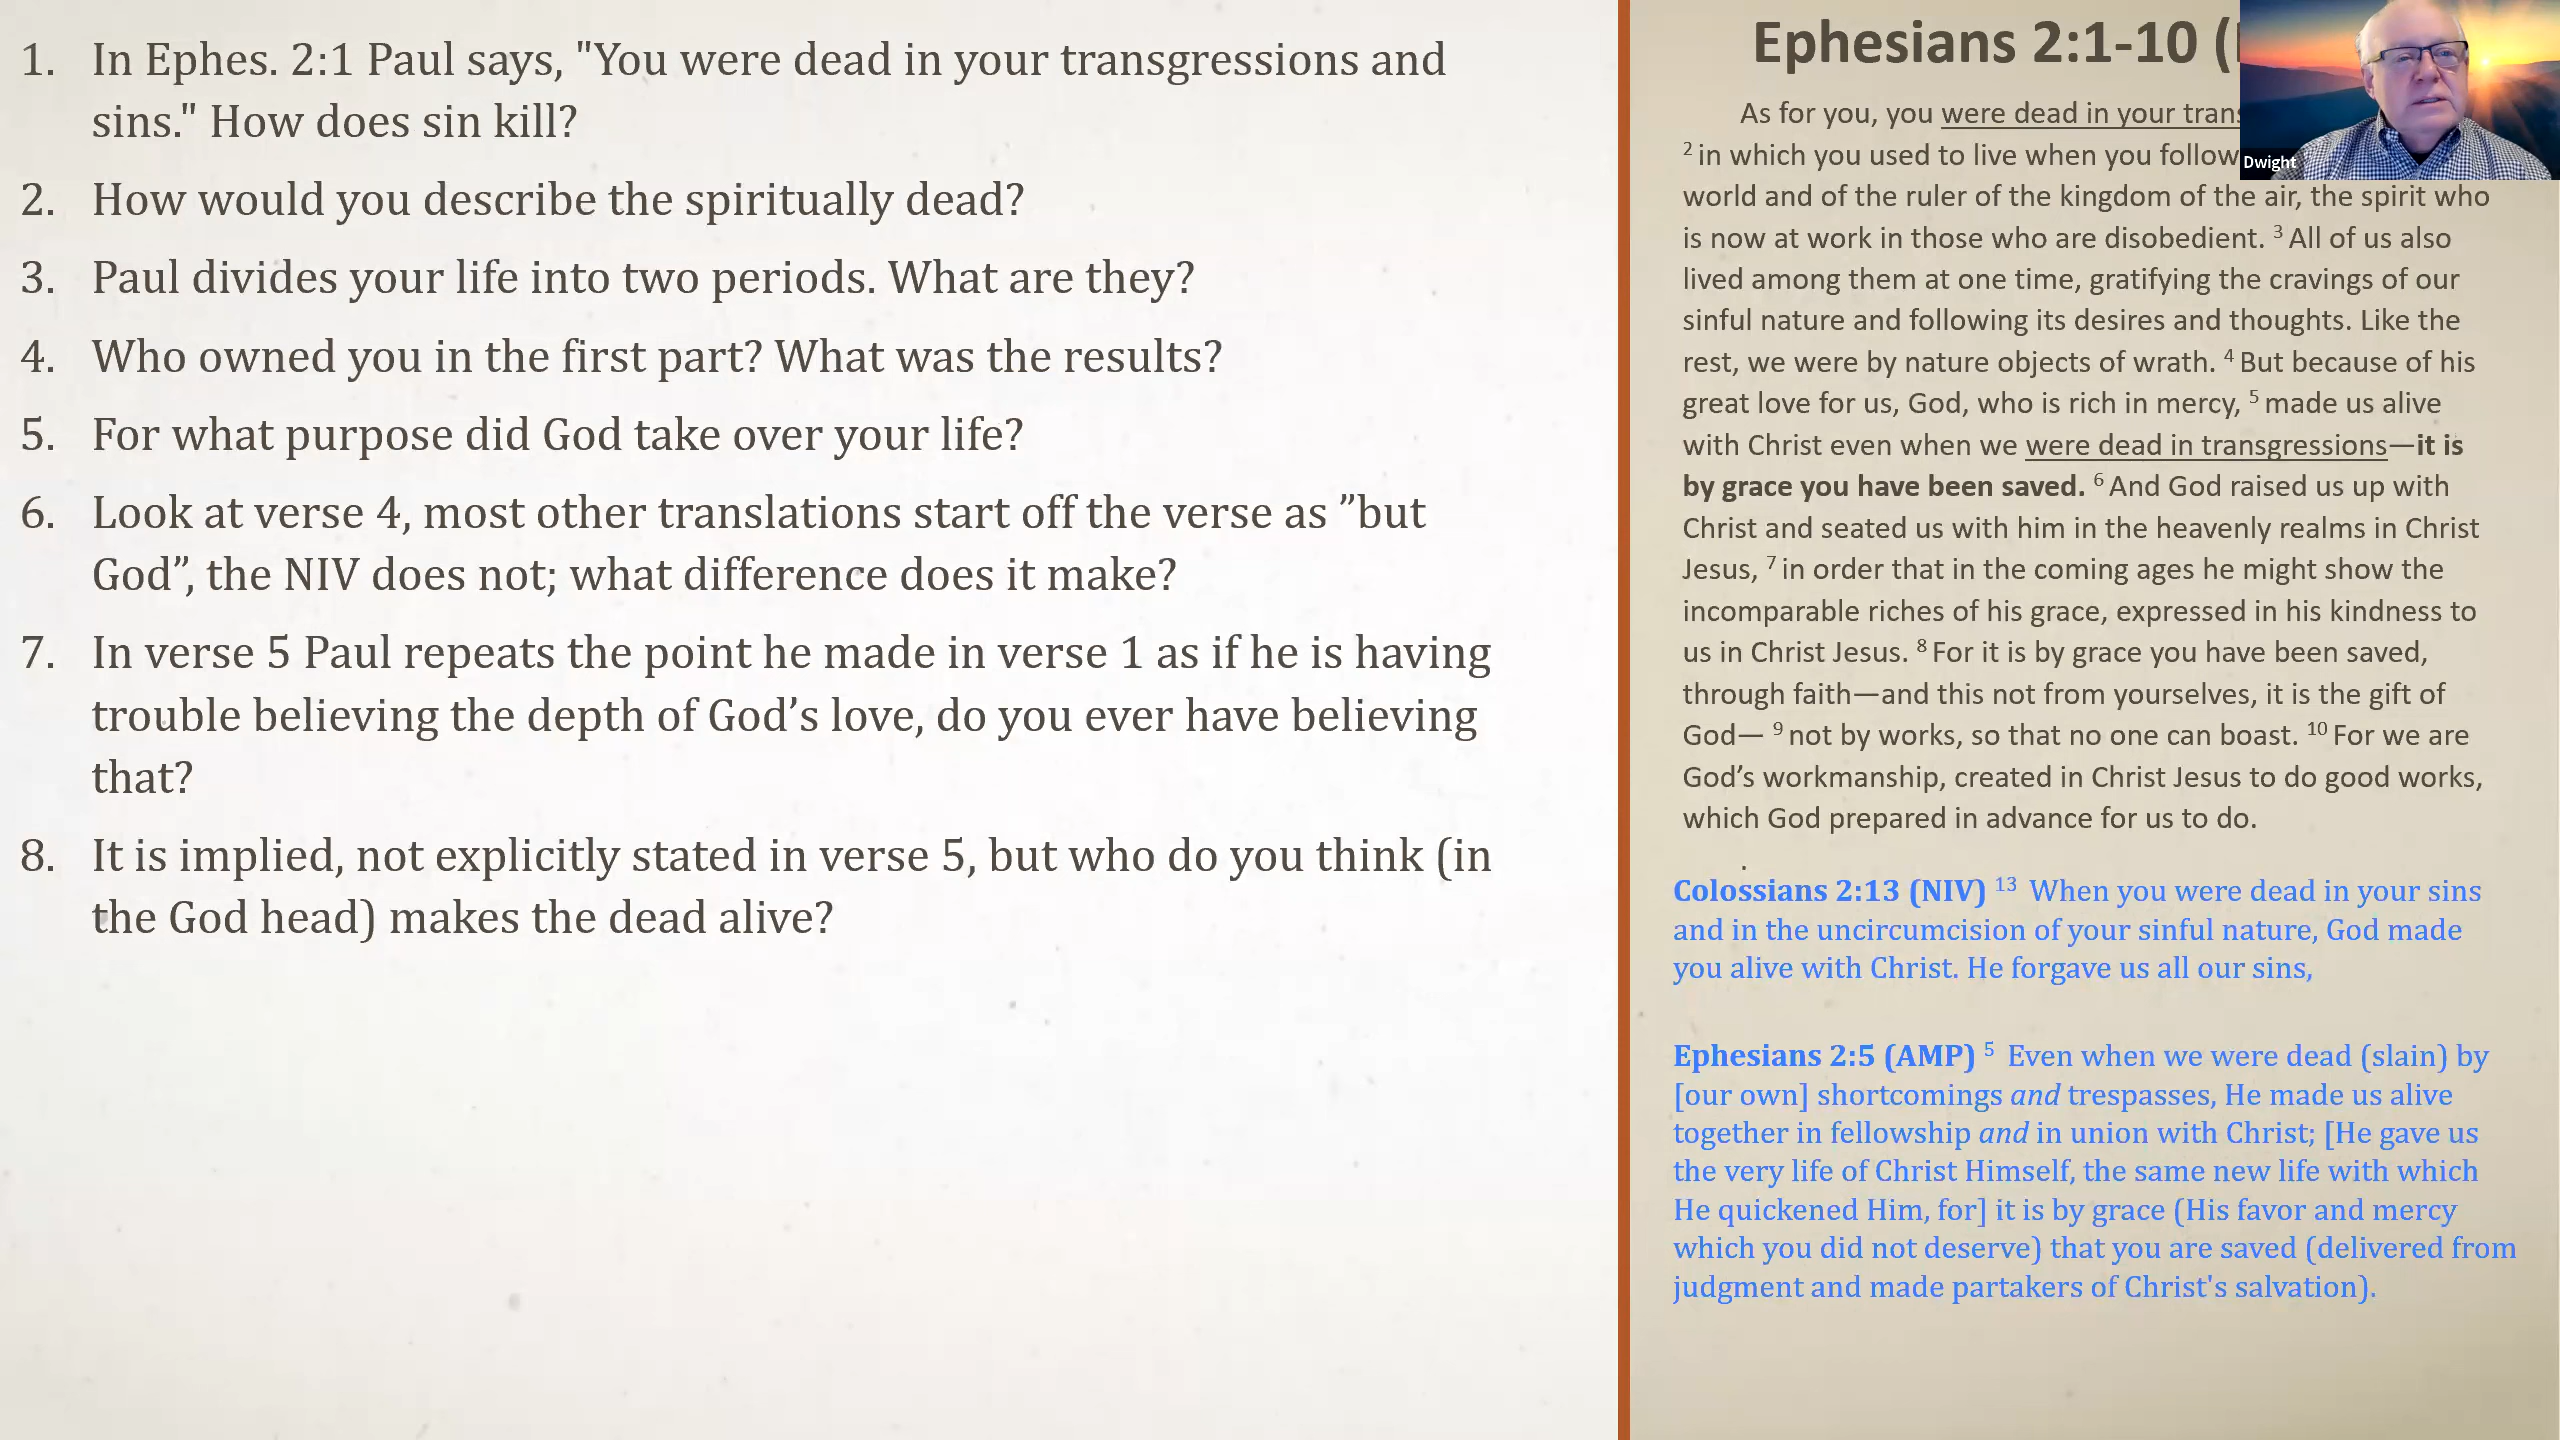 1. In Ephes. 2:1 Paul says, "You were dead in your transgressions and
sins." How does sin kill?
2. How would you describe the spiritually dead?
3. Paul divides your life into two periods. What are they?
4. Who owned you in the first part? What was the results?
5. For what purpose did God take over your life?
6. Look at verse 4, most other translations start off the verse as ”but
God”, the NIV does not; what difference does it make?
7. In verse 5 Paul repeats the point he made in verse 1 as if he is having
trouble believing the depth of God’s love, do you ever have believing
that?
8. It is implied, not explicitly stated in verse 5, but who do you think (in
the God head) makes the dead alive?
Ephesians 2:1-10 (
As for you, you were dead in your trans
2 in which you used to live when you follow
world and of the ruler of the kingdom of the air, the spirit who
is now at work in those who are disobedient. 3 All of us also
lived among them at one time, gratifying the cravings of our
sinful nature and following its desires and thoughts. Like the
rest, we were by nature objects of wrath. 4 But because of his
great love for us, God, who is rich in mercy, 5 made us alive
with Christ even when we were dead in transgressions—it is
by grace you have been saved. 6 And God raised us up with
Christ and seated us with him in the heavenly realms in Christ
Jesus, 7 in order that in the coming ages he might show the
incomparable riches of his grace, expressed in his kindness to
us in Christ Jesus. 8 For it is by grace you have been saved,
through faith—and this not from yourselves, it is the gift of
God— 9 not by works, so that no one can boast. 10 For we are
God’s workmanship, created in Christ Jesus to do good works,
which God prepared in advance for us to do.
.
Colossians 2:13 (NIV) 13 When you were dead in your sins
and in the uncircumcision of your sinful nature, God made
you alive with Christ. He forgave us all our sins,
Ephesians 2:5 (AMP) 5 Even when we were dead (slain) by
[our own] shortcomings and trespasses, He made us alive
together in fellowship and in union with Christ; [He gave us
the very life of Christ Himself, the same new life with which
He quickened Him, for] it is by grace (His favor and mercy
which you did not deserve) that you are saved (delivered from
judgment and made partakers of Christ's salvation).
Dwight